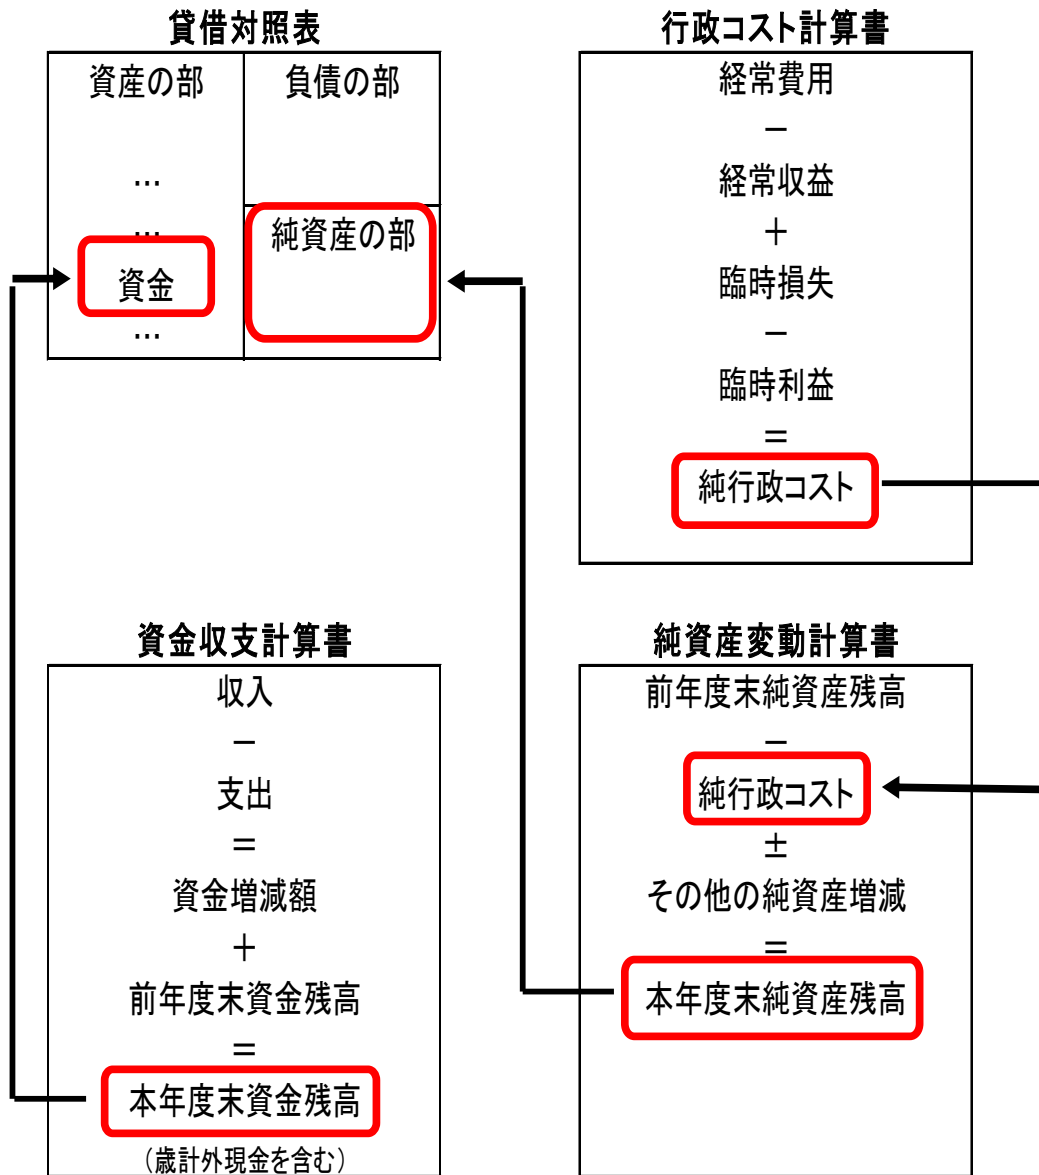 貸借対照表
資産の部
…
…
資金
…
負債の部
純資産の部
行政コスト計算書
経常費用
－
経常収益
＋
臨時損失
－
臨時利益
＝
純行政コスト
資金収支計算書
収入
－
支出
＝
資金増減額
＋
前年度末資金残高
＝
本年度末資金残高
（歳計外現金を含む）
純資産変動計算書
前年度末純資産残高
－
純行政コスト
±
その他の純資産増減
＝
本年度末純資産残高